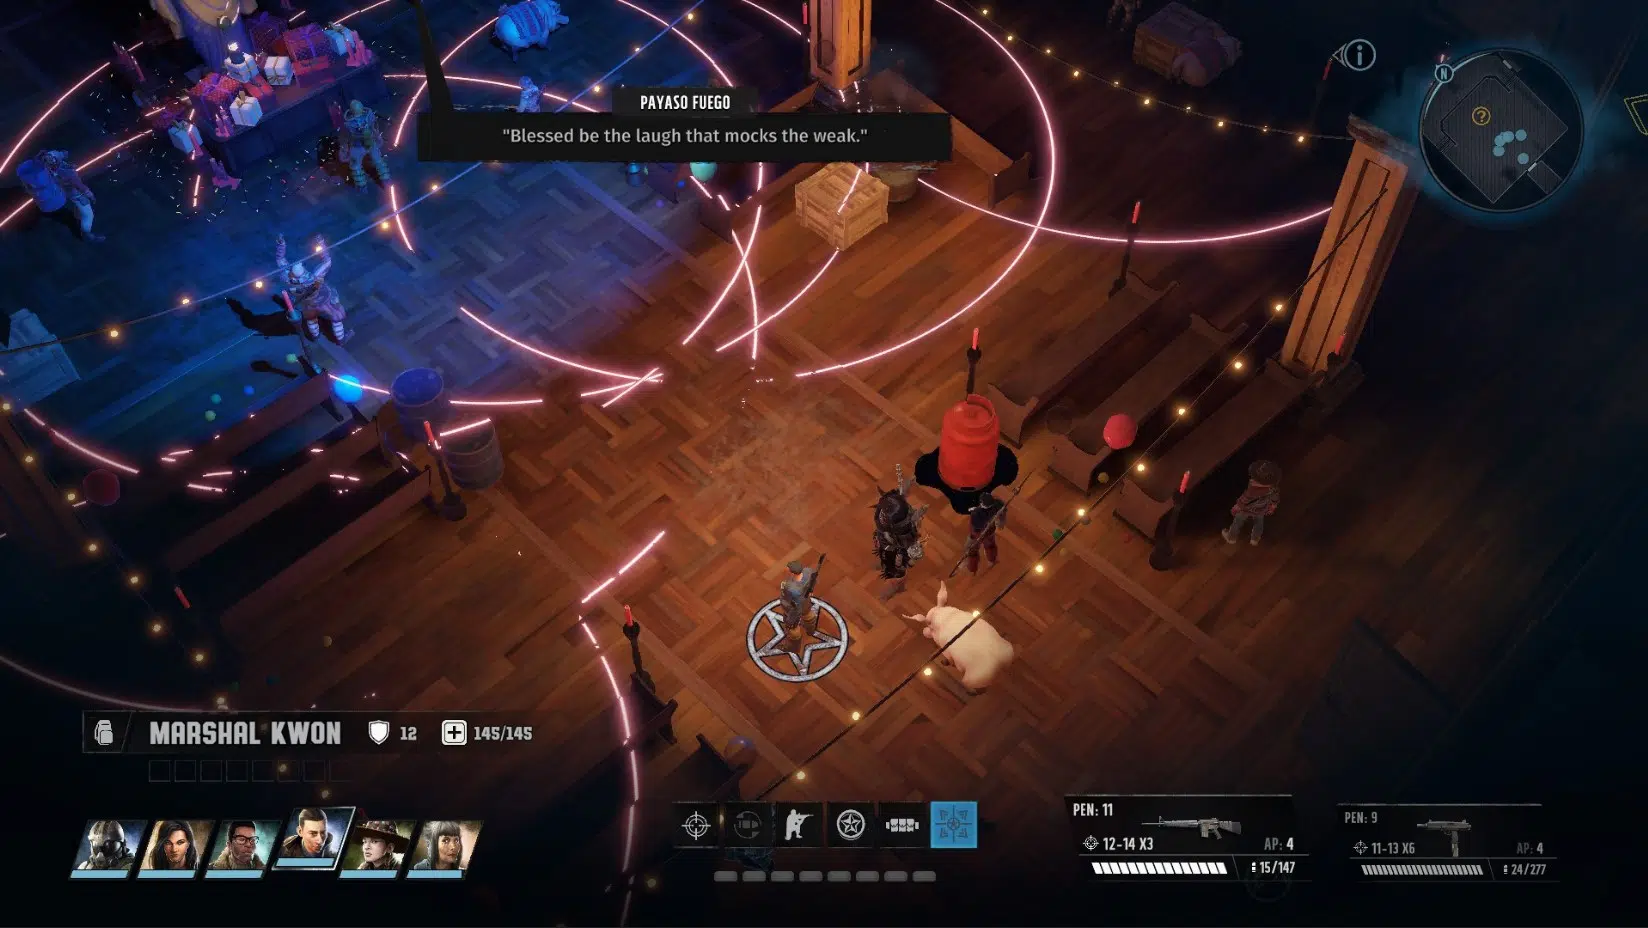 PAYASO FUEGO
"Blessed be the laugh that mocks the weak."
N
?
MARSHAL KWON
12
145/145
PEN: 11
12-14 X3
AP: 4
15/147
PEN: 9
11-13 X6
AP: 4
24/277